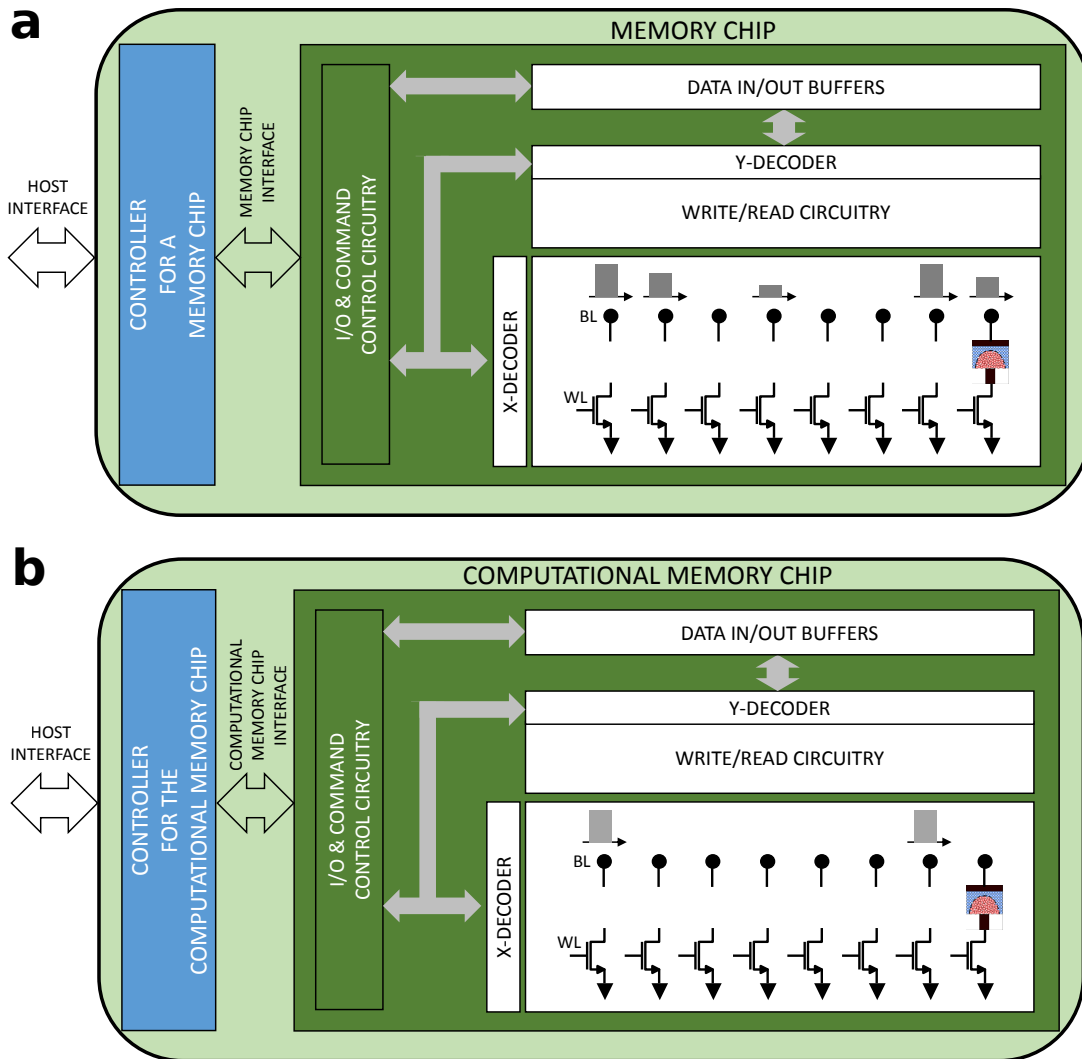 a
MEMORY CHIP
HOST
INTERFACE
CONTROLLER
FOR A
MEMORY CHIP
MEMORY CHIP
INTERFACE
I/O & COMMAND
CONTROL CIRCUITRY
DATA IN/OUT BUFFERS
Y-DECODER
WRITE/READ CIRCUITRY
X-DECODER
BL
WL
b
COMPUTATIONAL MEMORY CHIP
HOST
INTERFACE
CONTROLLER
FOR THE
COMPUTATIONAL MEMORY CHIP
COMPUTATIONAL
MEMORY CHIP
INTERFACE
I/O & COMMAND
CONTROL CIRCUITRY
DATA IN/OUT BUFFERS
Y-DECODER
WRITE/READ CIRCUITRY
X-DECODER
BL
WL